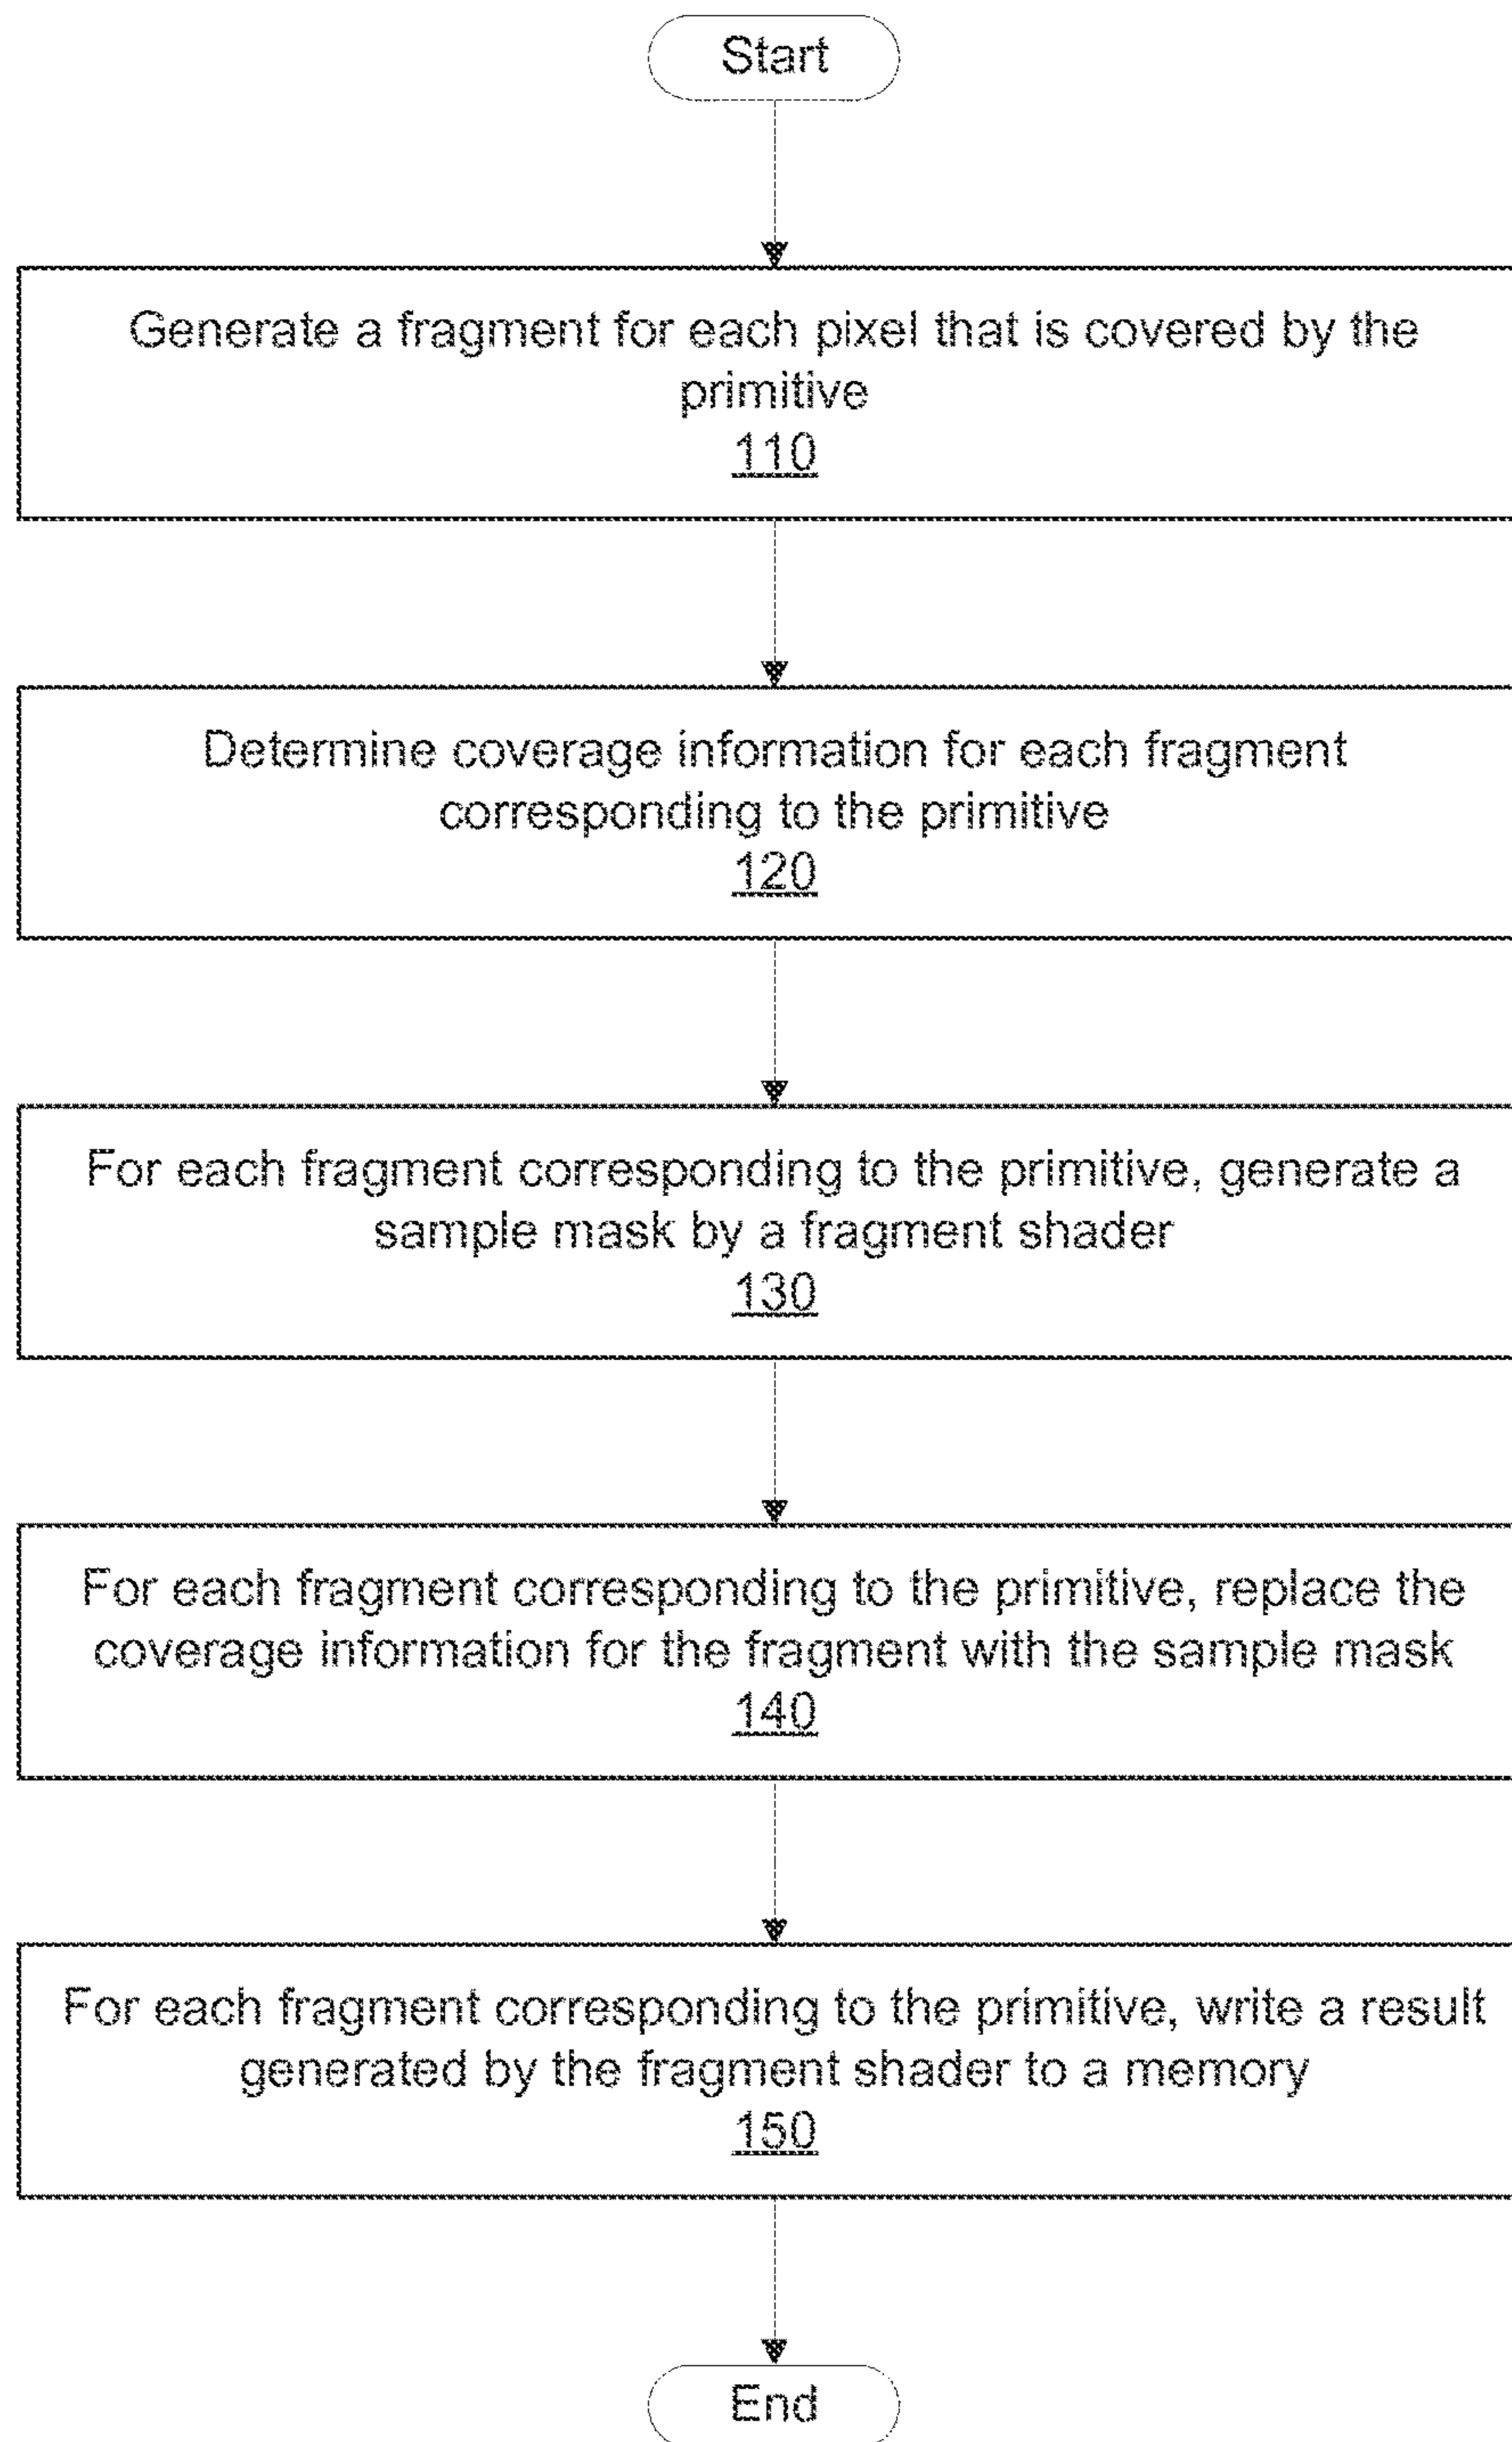 Start
Generate a fragment for each pixel that is covered by the
primitive
110
Determine coverage information for each fragment
corresponding to the primitive
120
For each fragment corresponding to the primitive, generate a
sample mask by a fragment shader
130
For each fragment corresponding to the primitive, replace the
coverage information for the fragment with the sample mask
140
For each fragment corresponding to the primitive, write a result
generated by the fragment shader to a memory
150
End